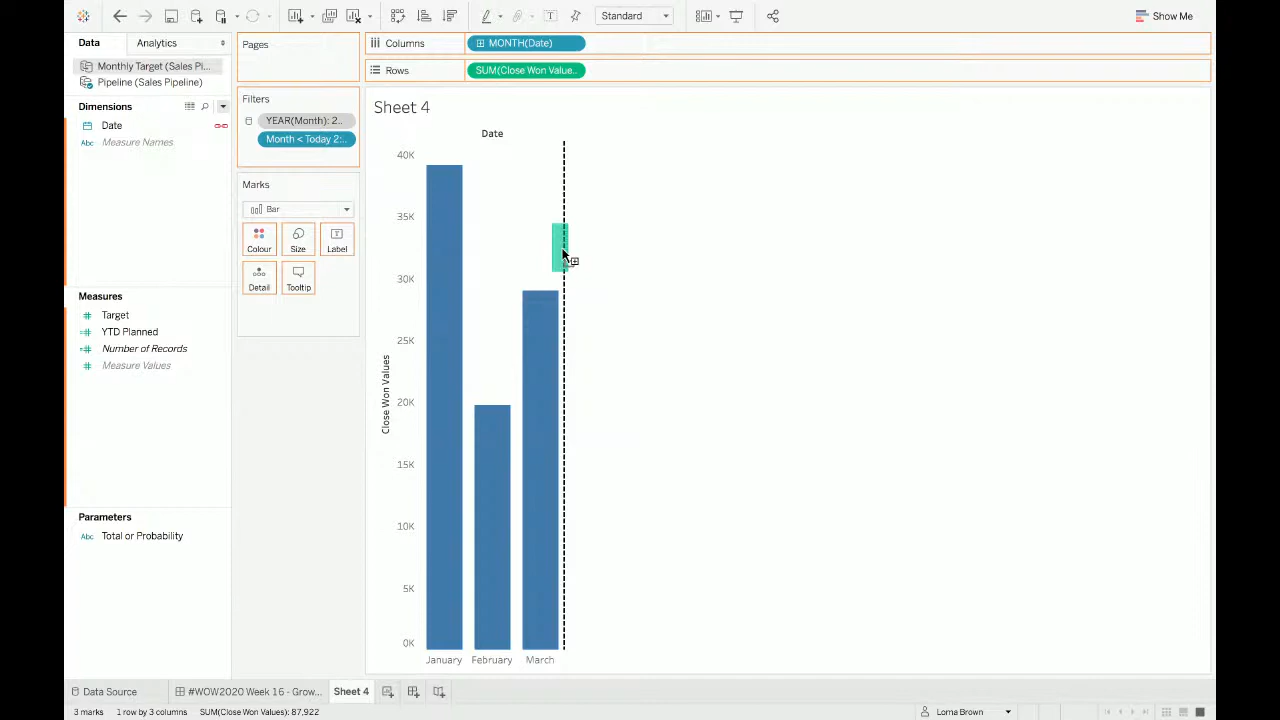 Standard
Show Me
Data
Analytics
Pages
Columns
MONTH(Date)
Rows
SUM(Close Won Value..
Monthly Target (Sales Pi...
Pipeline (Sales Pipeline)
Dimensions
Date
Abc
Measure Names
Filters
YEAR(Month): 2..
Month < Today 2:..
Marks
Bar
Colour
Size
Label
Detail
Tooltip
Measures
Target
YTD Planned
Number of Records
Measure Values
Parameters
Abc
Total or Probability
Sheet 4
Date
40K
35K
30K
25K
20K
15K
10K
5K
0K
Close Won Values
January
February
March
Data Source
#WOW2020 Week 16 - Grow...
Sheet 4
3 marks
1 row by 3 columns
SUM(Close Won Values): 87,922
Lorna Brown